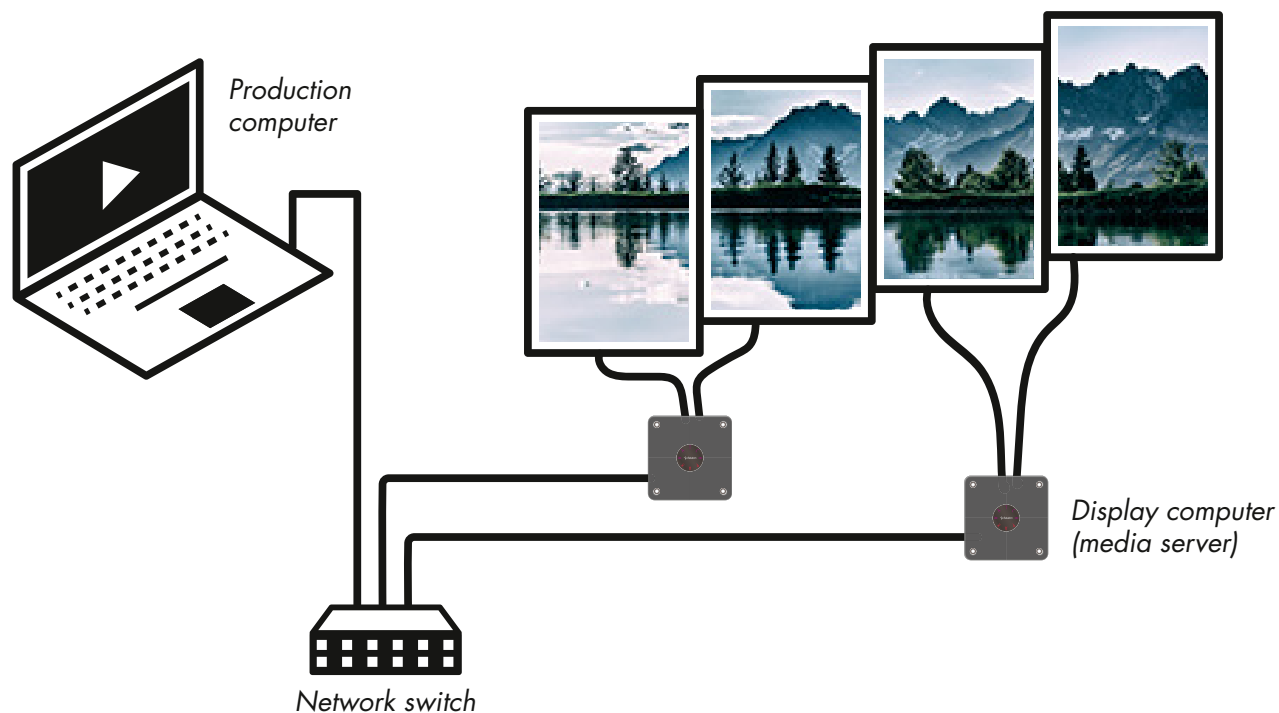 Production
computer
Display computer
(media server)
Network switch